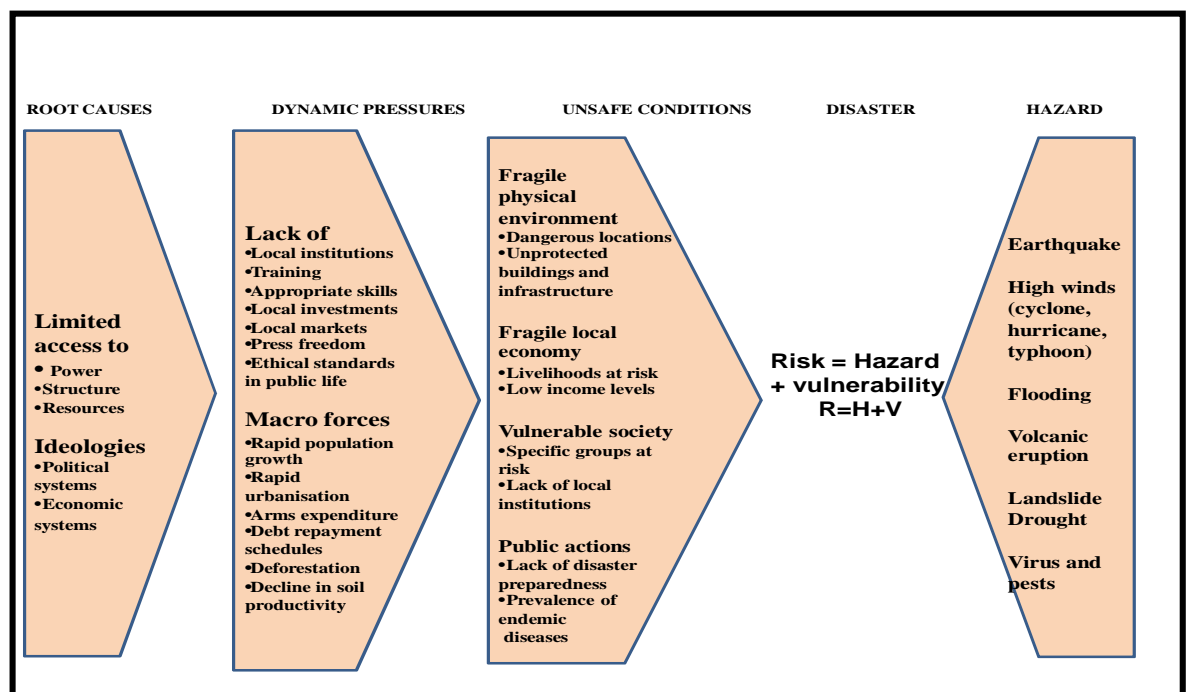 ROOT CAUSES
DYNAMIC PRESSURES
UNSAFE CONDITIONS
DISASTER
HAZARD
Limited
access to
• Power
•Structure
•Resources
Ideologies
•Political
systems
•Economic
systems
Lack of
•Local institutions
•Training
•Appropriate skills
•Local investments
•Local markets
•Press freedom
•Ethical standards
in public life
Macro forces
•Rapid population
growth
•Rapid
urbanisation
•Arms expenditure
•Debt repayment
schedules
•Deforestation
•Decline in soil
productivity
Fragile
physical
environment
•Dangerous locations
•Unprotected
buildings and
infrastructure
Fragile local
economy
•Livelihoods at risk
•Low income levels
Vulnerable society
•Specific groups at
risk
•Lack of local
institutions
Public actions
•Lack of disaster
preparedness
•Prevalence of
endemic
diseases
Risk = Hazard
+ vulnerability
R=H+V
Earthquake
High winds
(cyclone,
hurricane,
typhoon)
Flooding
Volcanic
eruption
Landslide
Drought
Virus and
pests